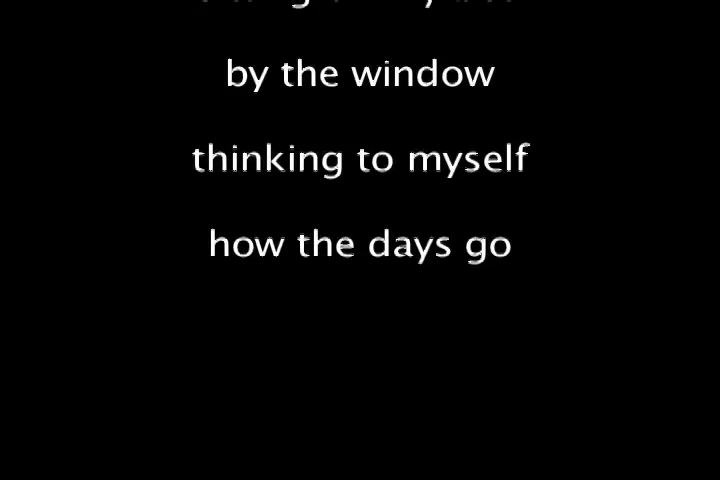 by the window
thinking to myself
how the days go